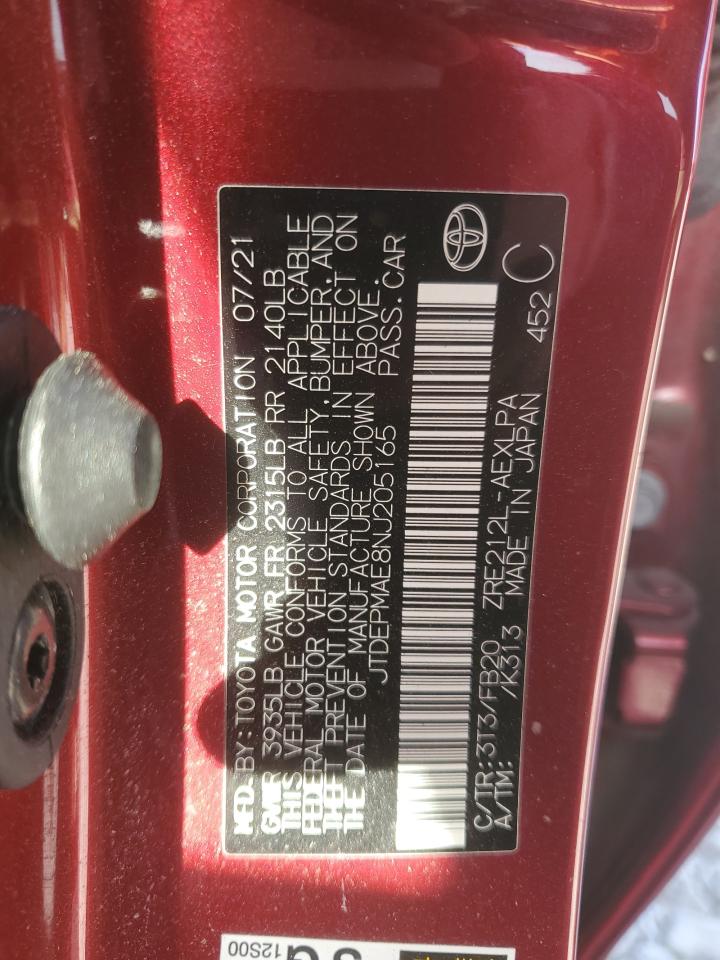 MFD. BY: TOYOTA MOTOR CORPORATION 07/21
GVWR 3935LB GAWR FR 2315LB RR 2140LB
THIS VEHICLE CONFORMS TO ALL APPLICABLE
FEDERAL MOTOR VEHICLE SAFETY, BUMPER, AND
THEFT PREVENTION STANDARDS IN EFFECT ON
THE DATE OF MANUFACTURE SHOWN ABOVE.
JTDEPMAE8NJ205165 PASS.CAR
C/TR:3T3/FB20 ZRE212L-AEXLPA 452 C
A/TM: /K313 MADE IN JAPAN
12S00